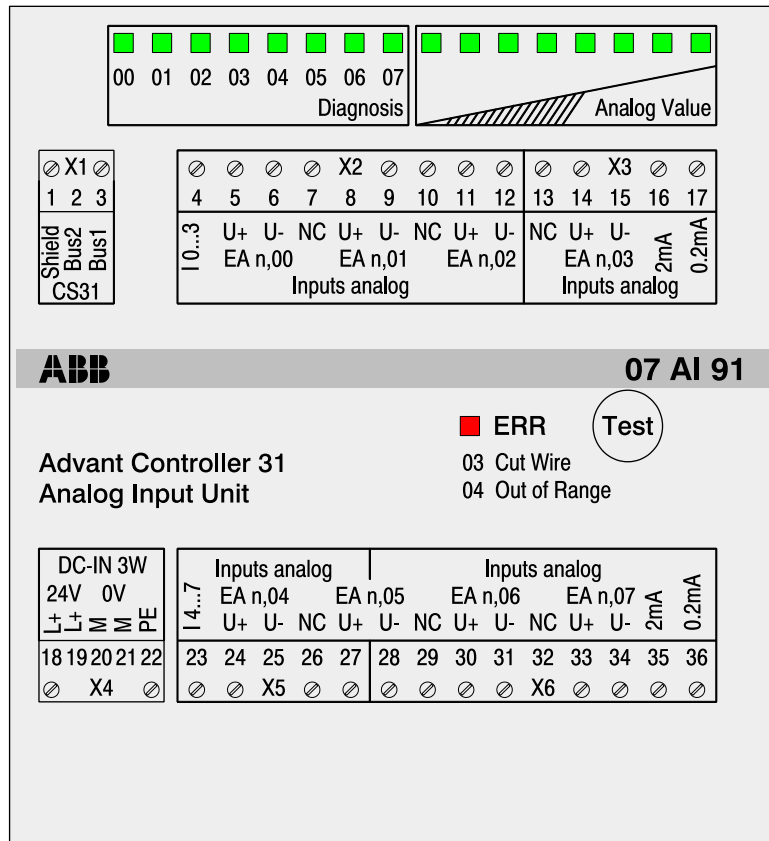 00 01 02 03 04 05 06 07
Diagnosis
Analog Value
X1
1 2 3
Shield
Bus2
Bus1
CS31
X2
4 5 6 7 8 9 10 11 12
I 0...3
U+ U- NC U+ U- NC U+ U-
EA n,00 EA n,01 EA n,02
Inputs analog
X3
13 14 15 16 17
NC U+ U-
EA n,03
2mA
0.2mA
Inputs analog
ABB
07 AI 91
ERR
Test
Advant Controller 31
Analog Input Unit
03 Cut Wire
04 Out of Range
DC-IN 3W
24V 0V
L+ L+ M M PE
18 19 20 21 22
X4
Inputs analog
I 4...7
EA n,04 EA n,05
U+ U- NC U+
23 24 25 26 27
X5
Inputs analog
EA n,06 EA n,07
U- NC U+ U- NC U+ U-
2mA
0.2mA
28 29 30 31 32 33 34 35 36
X6